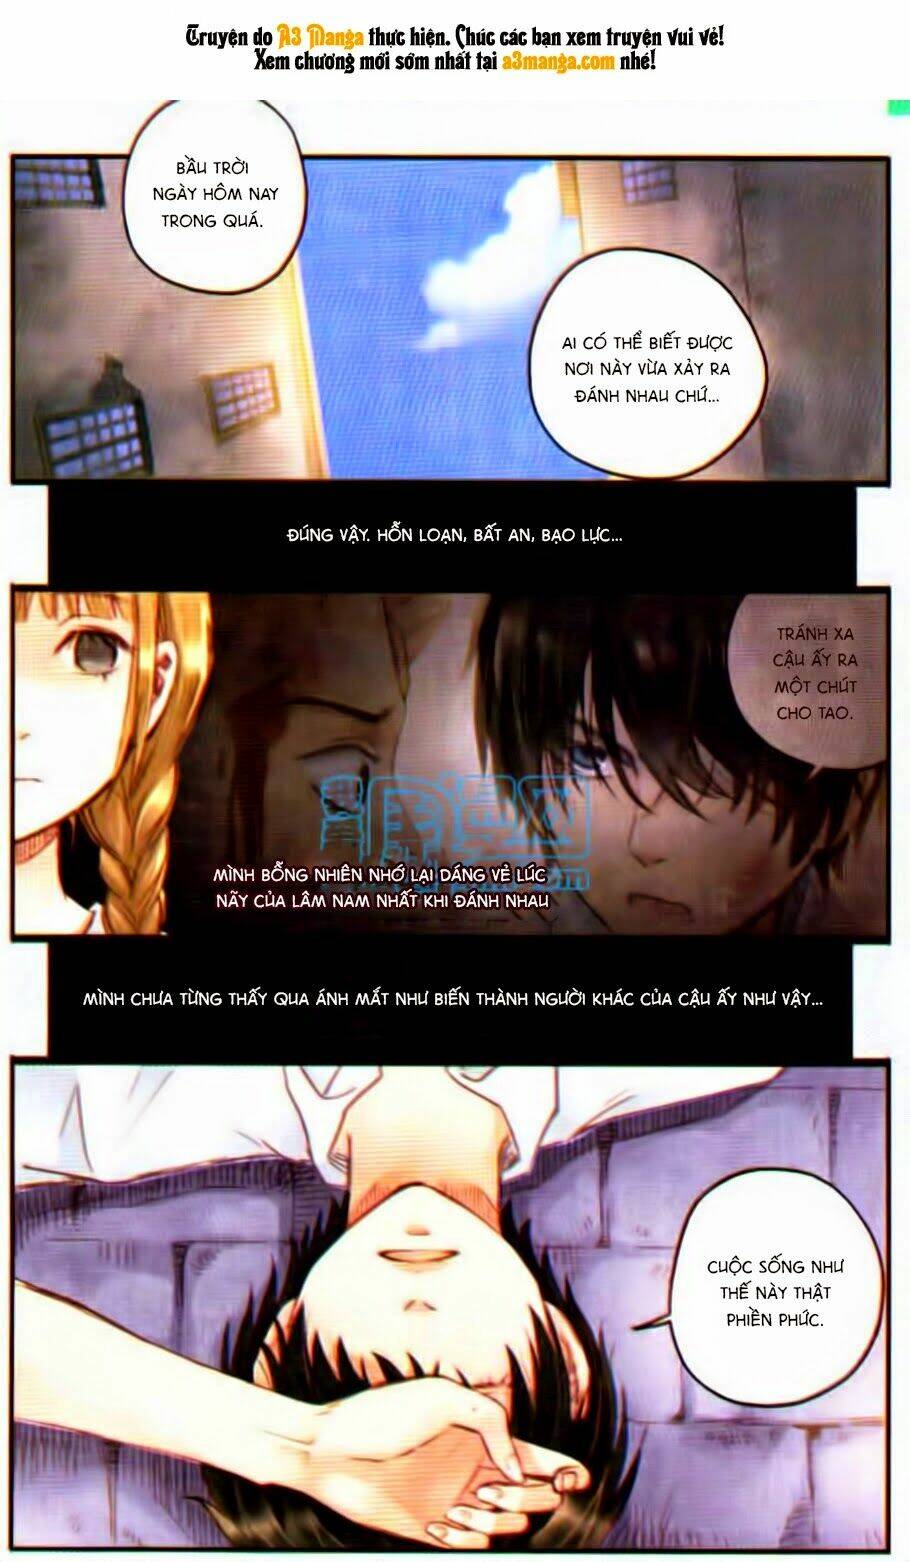 Truyện do A3 Manga thực hiện. Chúc các bạn xem truyện vui vẻ!
Xem chương mới sớm nhất tại a3manga.com nhé!
BẦU TRỜI
NGÀY HÔM NAY
TRONG QUÁ.
AI CÓ THỂ BIẾT ĐƯỢC
NƠI NÀY VỪA XẢY RA
ĐÁNH NHAU CHỨ...
ĐÚNG VẬY. HỖN LOẠN, BẤT AN, BẠO LỰC...
TRÁNH XA
CẬU ẤY RA
MỘT CHÚT
CHO TAO.
MÌNH BỖNG NHIÊN NHỚ LẠI DÁNG VẺ LÚC
NÃY CỦA LÂM NAM NHẤT KHI ĐÁNH NHAU
MÌNH CHƯA TỪNG THẤY QUA ÁNH MẮT NHƯ BIẾN THÀNH NGƯỜI KHÁC CỦA CẬU ẤY NHƯ VẬY...
CUỘC SỐNG NHƯ
THẾ NÀY THẬT
PHIỀN PHỨC.